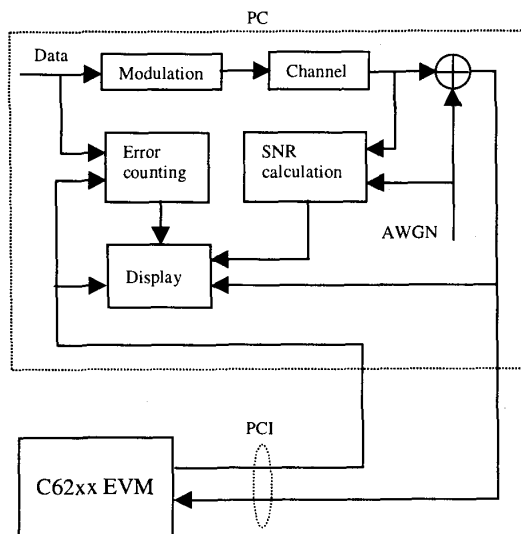 PC
Data
Modulation
Channel
Error
counting
SNR
calculation
AWGN
Display
PCI
C62xx EVM